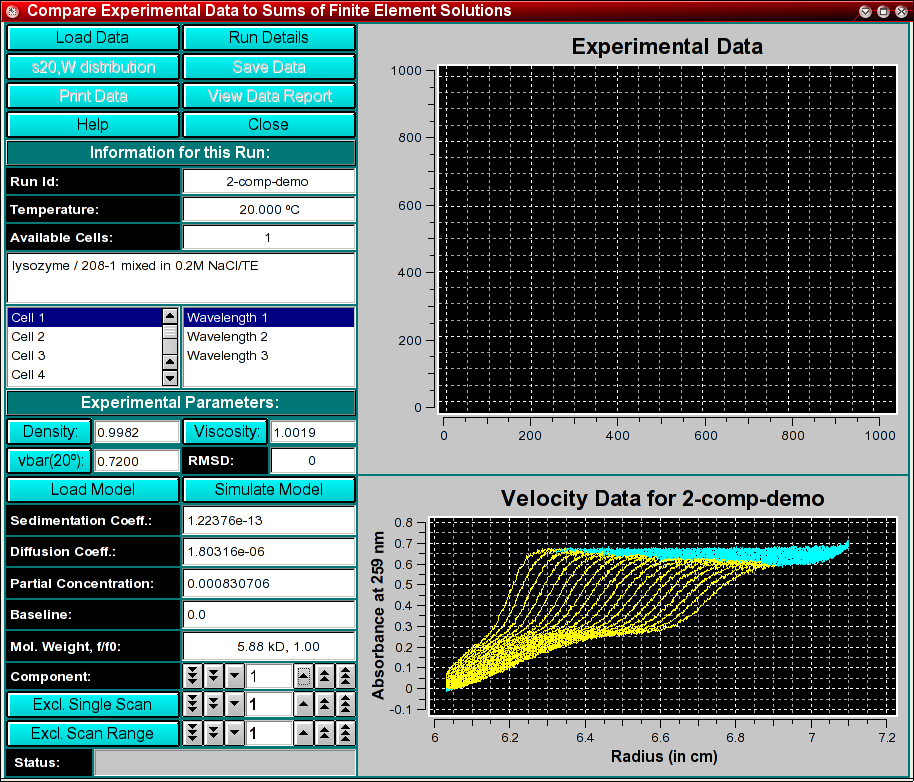 Compare Experimental Data to Sums of Finite Element Solutions
Load Data
Run Details
s20,W distribution
Save Data
Print Data
View Data Report
Help
Close
Information for this Run:
Run Id:
2-comp-demo
Temperature:
20.000 ºC
Available Cells:
1
lysozyme / 208-1 mixed in 0.2M NaCl/TE
Cell 1
Cell 2
Cell 3
Cell 4
Wavelength 1
Wavelength 2
Wavelength 3
Experimental Parameters:
Density:
0.9982
Viscosity:
1.0019
vbar(20º):
0.7200
RMSD:
0
Load Model
Simulate Model
Sedimentation Coeff.:
1.22376e-13
Diffusion Coeff.:
1.80316e-06
Partial Concentration:
0.000830706
Baseline:
0.0
Mol. Weight, f/f0:
5.88 kD, 1.00
Component:
1
Excl. Single Scan
1
Excl. Scan Range
1
Status:
Experimental Data
1000
800
600
400
200
0
0 200 400 600 800 1000
Velocity Data for 2-comp-demo
Absorbance at 259 nm
0.8
0.7
0.6
0.5
0.4
0.3
0.2
0.1
0
-0.1
6 6.2 6.4 6.6 6.8 7 7.2
Radius (in cm)